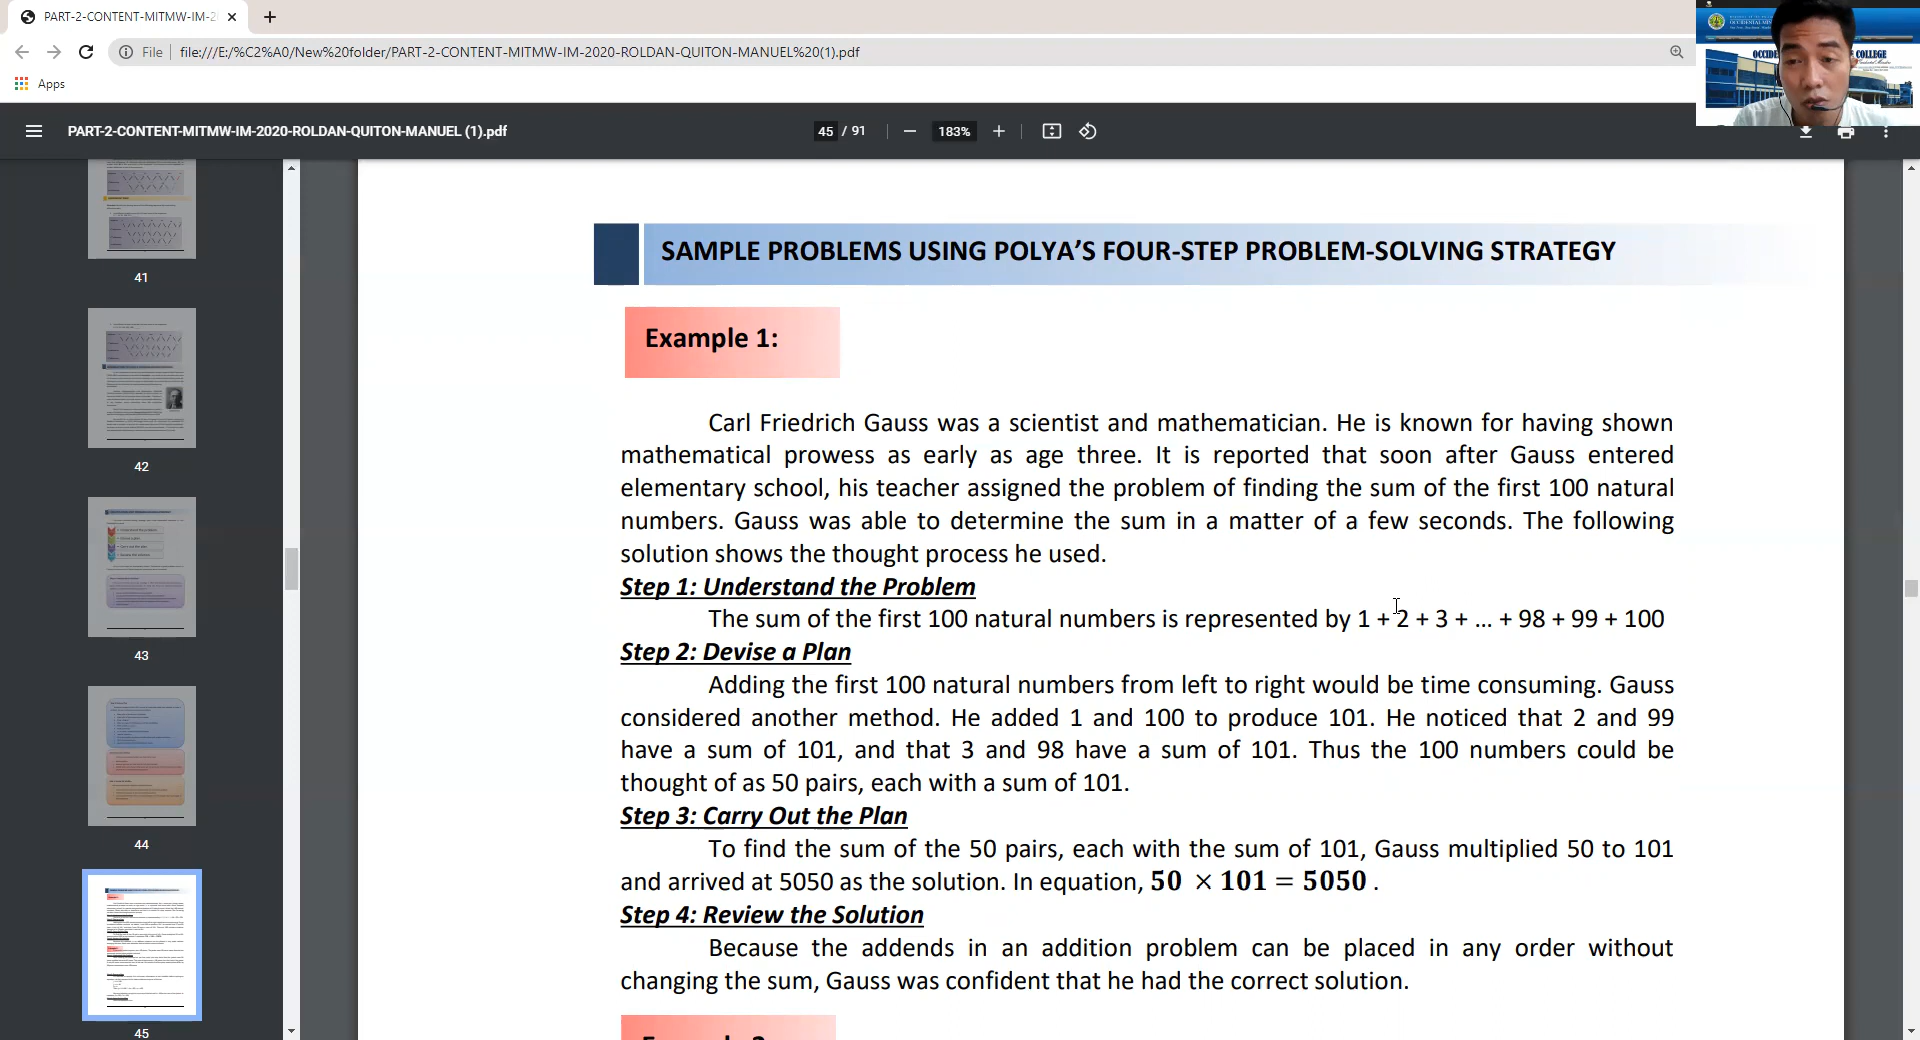 PART-2-CONTENT-MITMW-IM-2
File file:///E:/%C2%A0/New%20folder/PART-2-CONTENT-MITMW-IM-2020-ROLDAN-QUITON-MANUEL%20(1).pdf
Apps
PART-2-CONTENT-MITMW-IM-2020-ROLDAN-QUITON-MANUEL (1).pdf
45 / 91
183%
COLLEGE
41
42
43
44
45
SAMPLE PROBLEMS USING POLYA’S FOUR-STEP PROBLEM-SOLVING STRATEGY
Example 1:
Carl Friedrich Gauss was a scientist and mathematician. He is known for having shown
mathematical prowess as early as age three. It is reported that soon after Gauss entered
elementary school, his teacher assigned the problem of finding the sum of the first 100 natural
numbers. Gauss was able to determine the sum in a matter of a few seconds. The following
solution shows the thought process he used.
Step 1: Understand the Problem
The sum of the first 100 natural numbers is represented by 1 + 2 + 3 + … + 98 + 99 + 100
Step 2: Devise a Plan
Adding the first 100 natural numbers from left to right would be time consuming. Gauss
considered another method. He added 1 and 100 to produce 101. He noticed that 2 and 99
have a sum of 101, and that 3 and 98 have a sum of 101. Thus the 100 numbers could be
thought of as 50 pairs, each with a sum of 101.
Step 3: Carry Out the Plan
To find the sum of the 50 pairs, each with the sum of 101, Gauss multiplied 50 to 101
and arrived at 5050 as the solution. In equation, 50 × 101 = 5050 .
Step 4: Review the Solution
Because the addends in an addition problem can be placed in any order without
changing the sum, Gauss was confident that he had the correct solution.